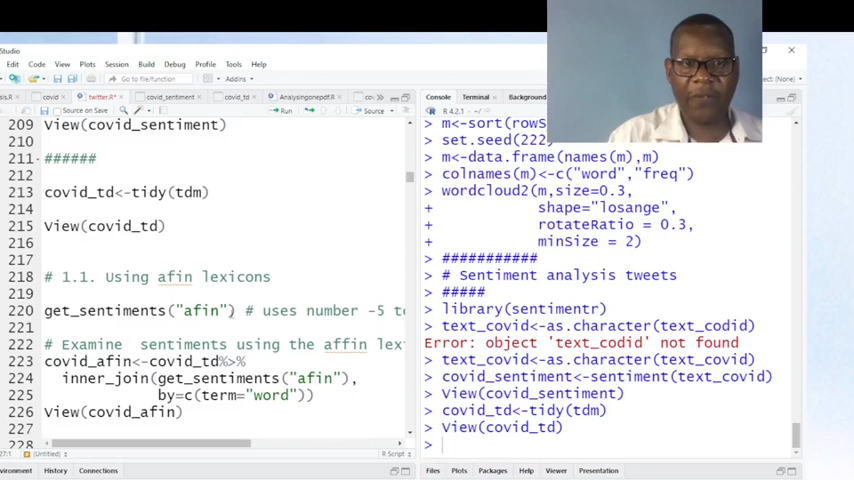 Studio
Edit Code View Plots Session Build Debug Profile Tools Help
Go to file/function
Addins
(None)
sis.R
covid
twitter.R*
covid_sentiment
covid_td
Analysingonepdf.R
co
Source on Save
Run
Source
209 View(covid_sentiment)
210
211 ######
212
213 covid_td<-tidy(tdm)
214
215 View(covid_td)
216
217
218 # 1.1. Using afin lexicons
219
220 get_sentiments("afin") # uses number -5 to
221
222 # Examine sentiments using the affin lex
223 covid_afin<-covid_td%>%
224 inner_join(get_sentiments("afin"),
225 by=c(term="word"))
226 View(covid_afin)
227
228
27:1 (Untitled) R Script
nvironment History Connections
Console Terminal Background
R 4.2.1 · ~/
> m<-sort(rowS
> set.seed(222)
> m<-data.frame(names(m),m)
> colnames(m)<-c("word","freq")
> wordcloud2(m,size=0.3,
+ shape="losange",
+ rotateRatio = 0.3,
+ minSize = 2)
> ###########
> # Sentiment analysis tweets
> #####
> library(sentimentr)
> text_covid<-as.character(text_codid)
Error: object 'text_codid' not found
> text_covid<-as.character(text_covid)
> covid_sentiment<-sentiment(text_covid)
> View(covid_sentiment)
> covid_td<-tidy(tdm)
> View(covid_td)
>
Files Plots Packages Help Viewer Presentation